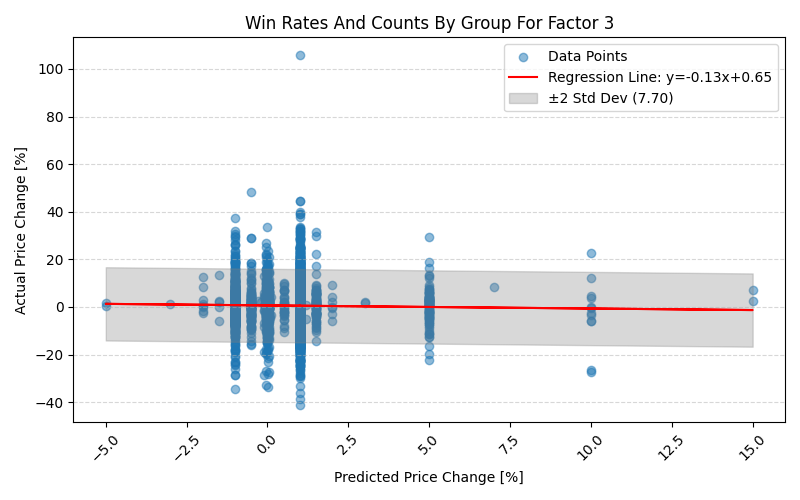 Win Rates And Counts By Group For Factor 3
Data Points
Regression Line: y=-0.13x+0.65
±2 Std Dev (7.70)
Actual Price Change [%]
100
80
60
40
20
0
−20
−40
−5.0
−2.5
0.0
2.5
5.0
7.5
10.0
12.5
15.0
Predicted Price Change [%]